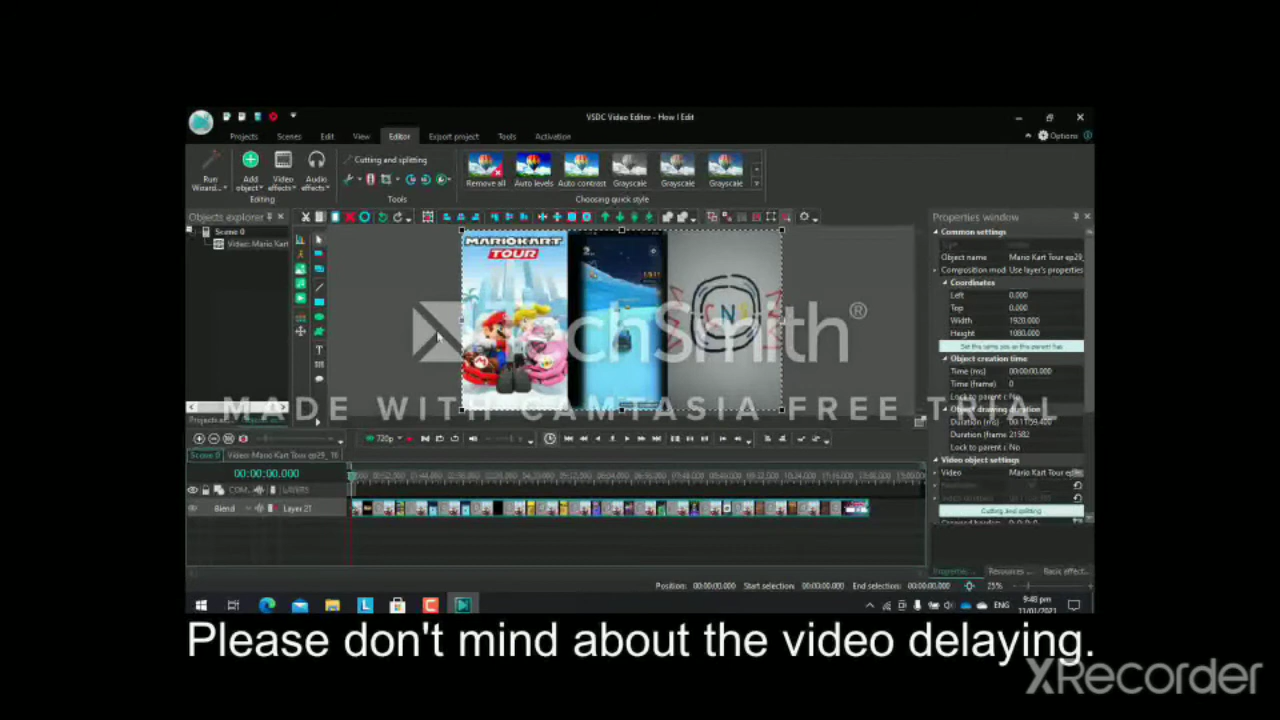 VSDC Video Editor - How I Edit
Projects Scenes Edit View Editor Export project Tools Activation
Options
Cutting and splitting
Run Wizard... Add object Video effects Audio effects
Remove all Auto levels Auto contrast Grayscale Grayscale Grayscale
Editing Tools Choosing quick style
Objects explorer
Properties window
Scene 0
Video: Mario Kart
Common settings
Type
Object name Mario Kart Tour ep29_
Composition mod Use layer's properties
Coordinates
Left 0.000
Top 0.000
Width 1920.000
Height 1080.000
Set the same pos as the parent has
Object creation time
Time (ms) 00:00:00.000
Time (frame) 0
Lock to parent d No
Object drawing duration
Duration (ms) 00:11:59.400
Duration (frame 21582
Lock to parent d No
Video object settings
Video Mario Kart Tour ep
Cutting and splitting
MARIOKART
TOUR
CN
TechSmith®
MADE WITH CAMTASIA FREE TRIAL
720p
Scene 0 Video: Mario Kart Tour ep29_
00:00:00.000
COM... LAYERS
Blend Layer 21
Properties ... Resources ... Basic effect...
Position: 00:00:00.000 Start selection: 00:00:00.000 End selection: 00:00:00.000 25%
ENG 9:48 pm
11/01/2021
Please don't mind about the video delaying.
XRecorder